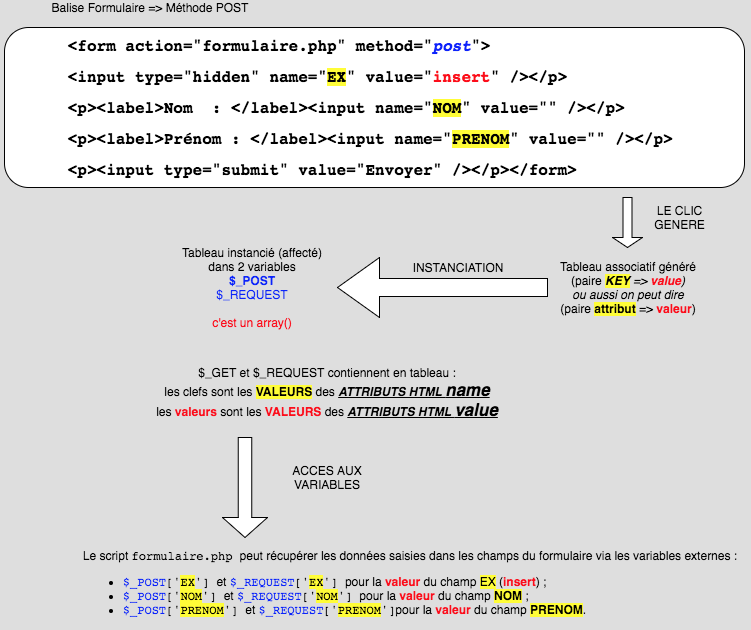 Balise Formulaire => Méthode POST
<form action="formulaire.php" method="post">
<input type="hidden" name="EX" value="insert" /></p>
<p><label>Nom  : </label><input name="NOM" value="" /></p>
<p><label>Prénom : </label><input name="PRENOM" value="" /></p>
<p><input type="submit" value="Envoyer" /></p></form>
LE CLIC
GENERE
Tableau instancié (affecté)
dans 2 variables
$_POST
$_REQUEST
c'est un array()
INSTANCIATION
Tableau associatif généré
(paire KEY => value)
ou aussi on peut dire
(paire attribut => valeur)
$_GET et $_REQUEST contiennent en tableau :
les clefs sont les VALEURS des ATTRIBUTS HTML name
les valeurs sont les VALEURS des ATTRIBUTS HTML value
ACCES AUX
VARIABLES
Le script formulaire.php peut récupérer les données saisies dans les champs du formulaire via les variables externes :
• $_POST['EX'] et $_REQUEST['EX'] pour la valeur du champ EX (insert) ;
• $_POST['NOM'] et $_REQUEST['NOM'] pour la valeur du champ NOM ;
• $_POST['PRENOM'] et $_REQUEST['PRENOM']pour la valeur du champ PRENOM.